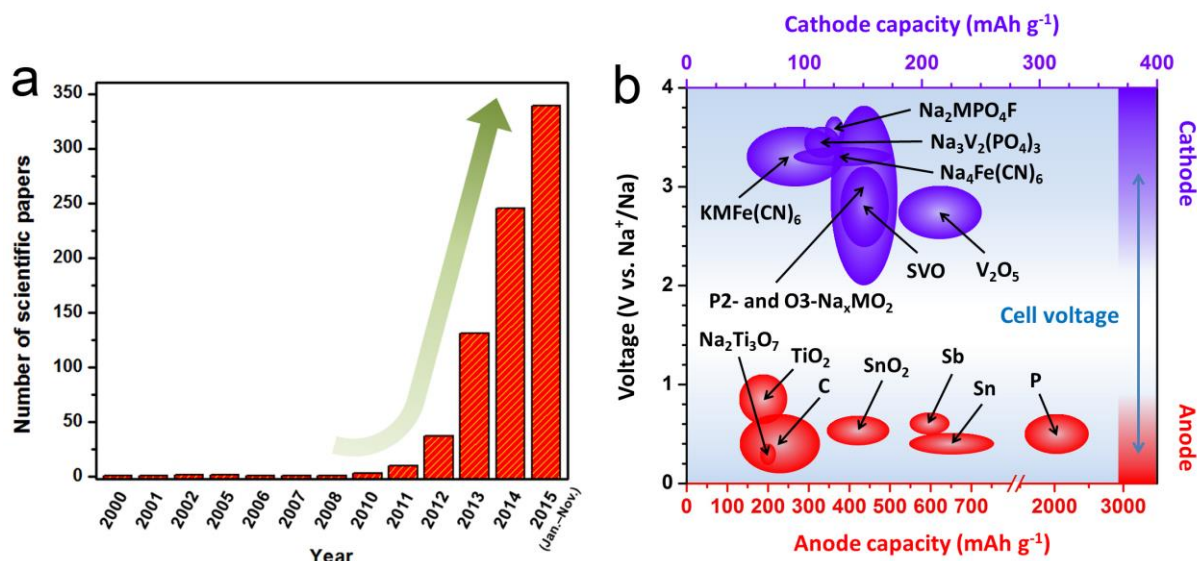 a
Number of scientific papers
350
300
250
200
150
100
50
0
2000
2001
2002
2005
2006
2007
2008
2010
2011
2012
2013
2014
2015
(Jan.–Nov.)
Year
b
Cathode capacity (mAh g⁻¹)
0 100 200 300 400
Voltage (V vs. Na⁺/Na)
4
3
2
1
0
Na₂MPO₄F
Na₃V₂(PO₄)₃
Na₄Fe(CN)₆
KMFe(CN)₆
SVO
V₂O₅
P2- and O3-NaₓMO₂
Cell voltage
Cathode
Anode
Na₂Ti₃O₇
TiO₂
C
SnO₂
Sb
Sn
P
0 100 200 300 400 500 600 700 2000 3000
Anode capacity (mAh g⁻¹)